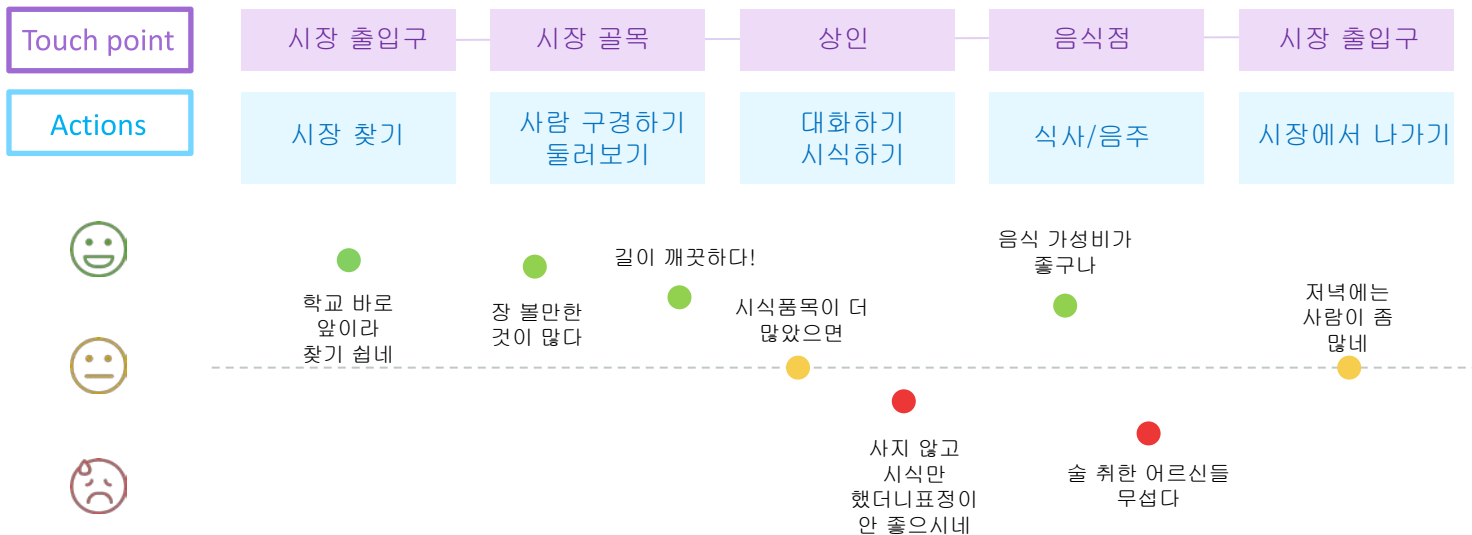 Touch point
시장 출입구
시장 골목
상인
음식점
시장 출입구
Actions
시장 찾기
사람 구경하기
둘러보기
대화하기
시식하기
식사/음주
시장에서 나가기
학교 바로
앞이라
찾기 쉽네
장 볼만한
것이 많다
길이 깨끗하다!
시식품목이 더
많았으면
사지 않고
시식만
했더니표정이
안 좋으시네
음식 가성비가
좋구나
술 취한 어르신들
무섭다
저녁에는
사람이 좀
많네